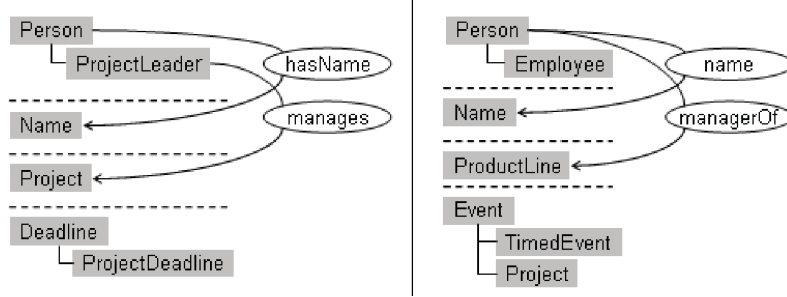 Person
ProjectLeader
hasName
Name
manages
Project
Deadline
ProjectDeadline
Person
Employee
name
Name
managerOf
ProductLine
Event
TimedEvent
Project